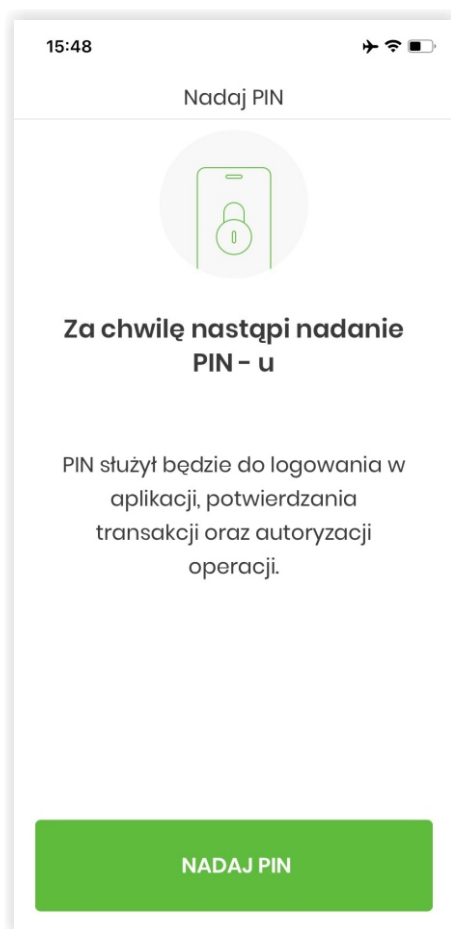 15:48
Nadaj PIN
Za chwilę nastąpi nadanie
PIN - u
PIN służył będzie do logowania w
aplikacji, potwierdzania
transakcji oraz autoryzacji
operacji.
NADAJ PIN